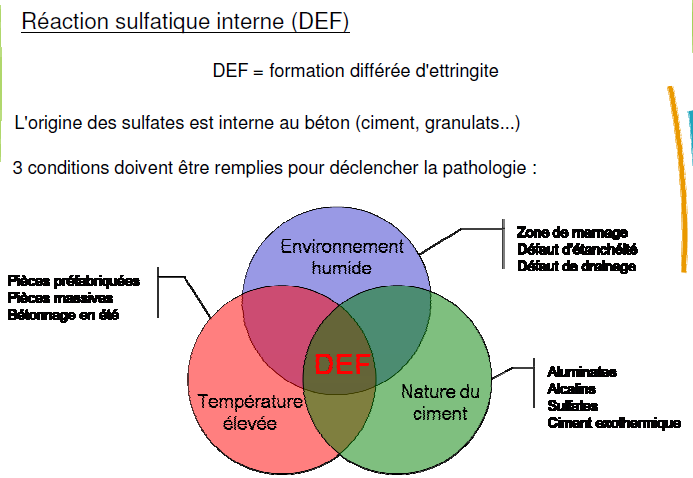 Réaction sulfatique interne (DEF)
DEF = formation différée d'ettringite
L'origine des sulfates est interne au béton (ciment, granulats...)
3 conditions doivent être remplies pour déclencher la pathologie :
Environnement
humide
Zone de marnage
Défaut d'étanchéité
Défaut de drainage
Pièces préfabriquées
Pièces massives
Bétonnage en été
DEF
Température
élevée
Nature du
ciment
Aluminates
Alcalins
Sulfates
Ciment exothermique